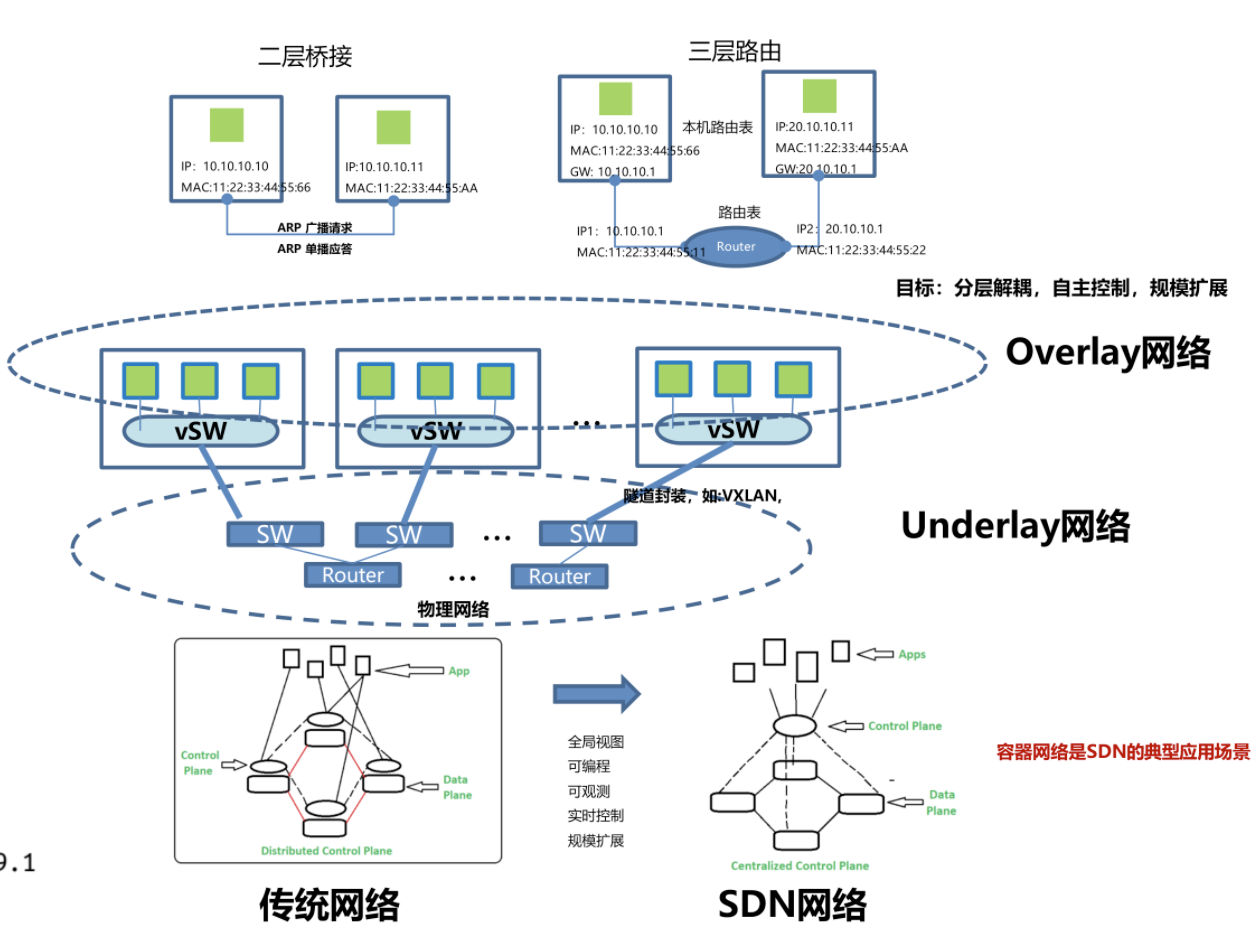 二层桥接
三层路由
IP：10.10.10.10
MAC:11:22:33:44:55:66
IP:10.10.10.11
MAC:11:22:33:44:55:AA
ARP 广播请求
ARP 单播应答
IP：10.10.10.10
MAC:11:22:33:44:55:66
GW: 10.10.10.1
本机路由表
IP:20.10.10.11
MAC:11:22:33:44:55:AA
GW:20.10.10.1
路由表
IP1：10.10.10.1
MAC:11:22:33:44:55:11
Router
IP2：20.10.10.1
MAC:11:22:33:44:55:22
目标：分层解耦，自主控制，规模扩展
Overlay网络
vSW
vSW
...
vSW
隧道封装，如:VXLAN,
Underlay网络
SW
SW
...
SW
Router
...
Router
物理网络
App
Control
Plane
Data
Plane
Distributed Control Plane
传统网络
全局视图
可编程
可观测
实时控制
规模扩展
Apps
Control Plane
Data
Plane
Centralized Control Plane
SDN网络
容器网络是SDN的典型应用场景
9.1